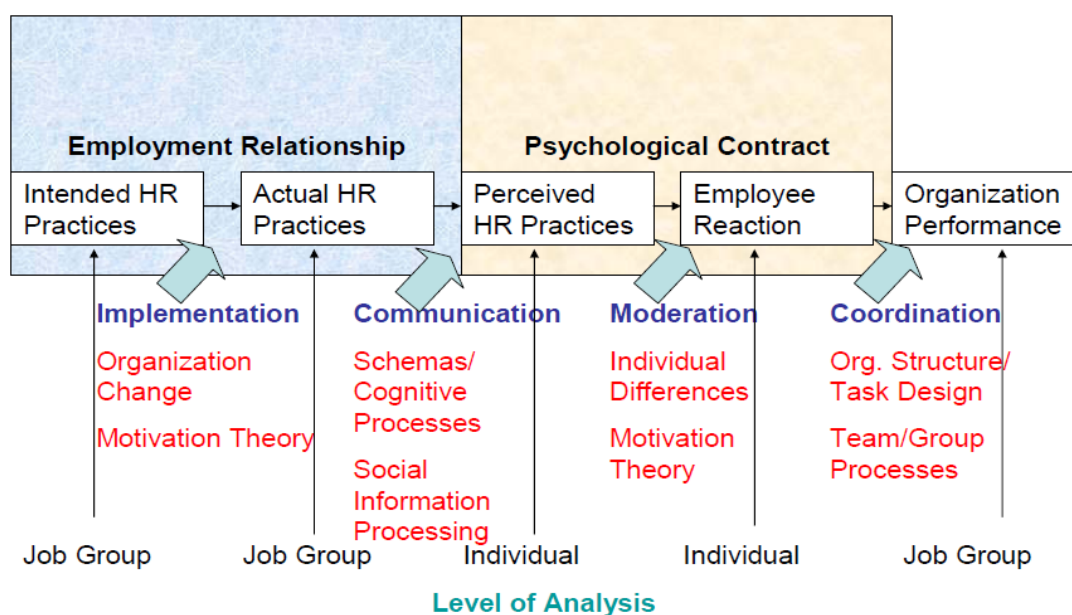 Employment Relationship
Psychological Contract
Intended HR
Practices
Actual HR
Practices
Perceived
HR Practices
Employee
Reaction
Organization
Performance
Implementation
Organization
Change
Motivation Theory
Communication
Schemas/
Cognitive
Processes
Social
Information
Processing
Moderation
Individual
Differences
Motivation
Theory
Coordination
Org. Structure/
Task Design
Team/Group
Processes
Job Group
Job Group
Individual
Individual
Job Group
Level of Analysis